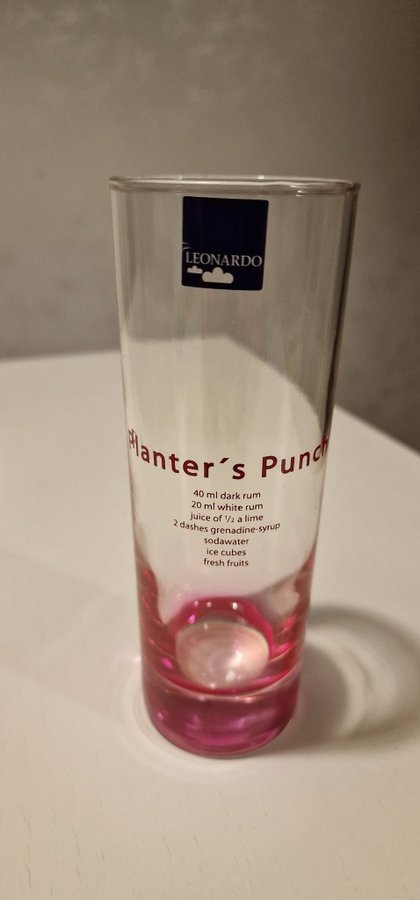 LEONARDO
Planter´s Punch
40 ml dark rum
20 ml white rum
juice of 1/2 a lime
2 dashes grenadine-syrup
sodawater
ice cubes
fresh fruits